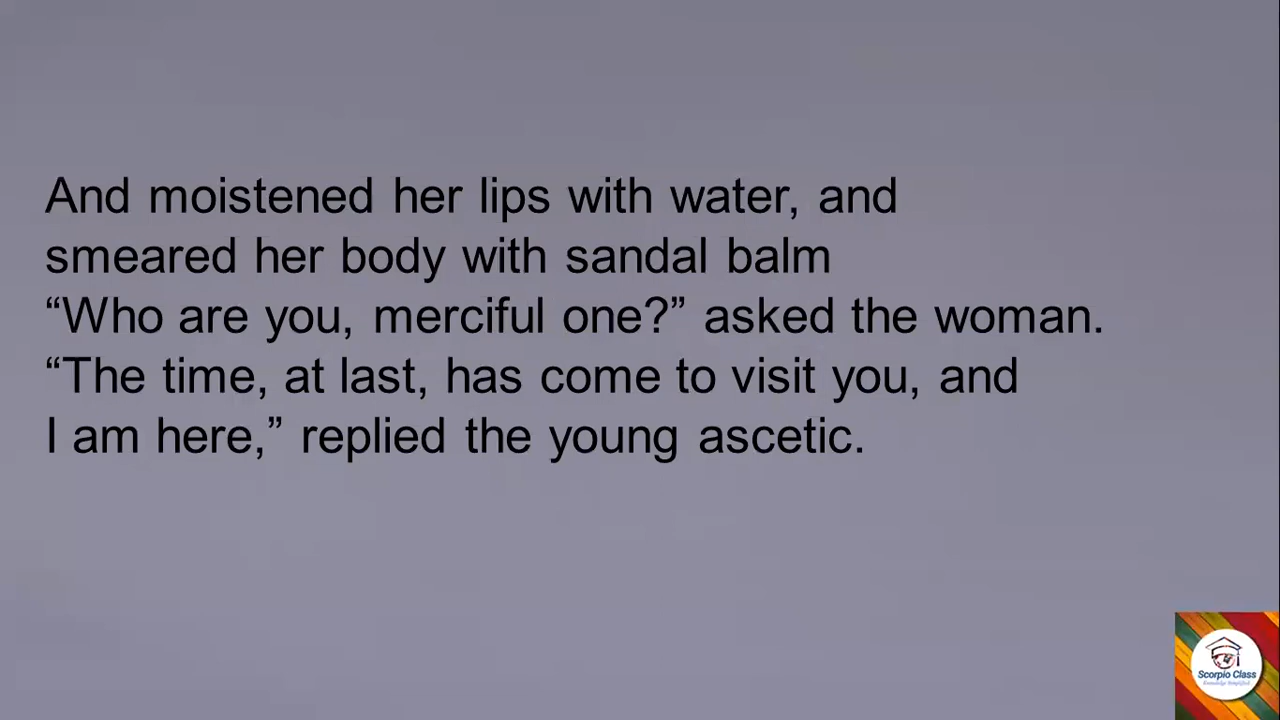 And moistened her lips with water, and
smeared her body with sandal balm
“Who are you, merciful one?” asked the woman.
“The time, at last, has come to visit you, and
I am here,” replied the young ascetic.
Scorpio Class
Knowledge Simplified